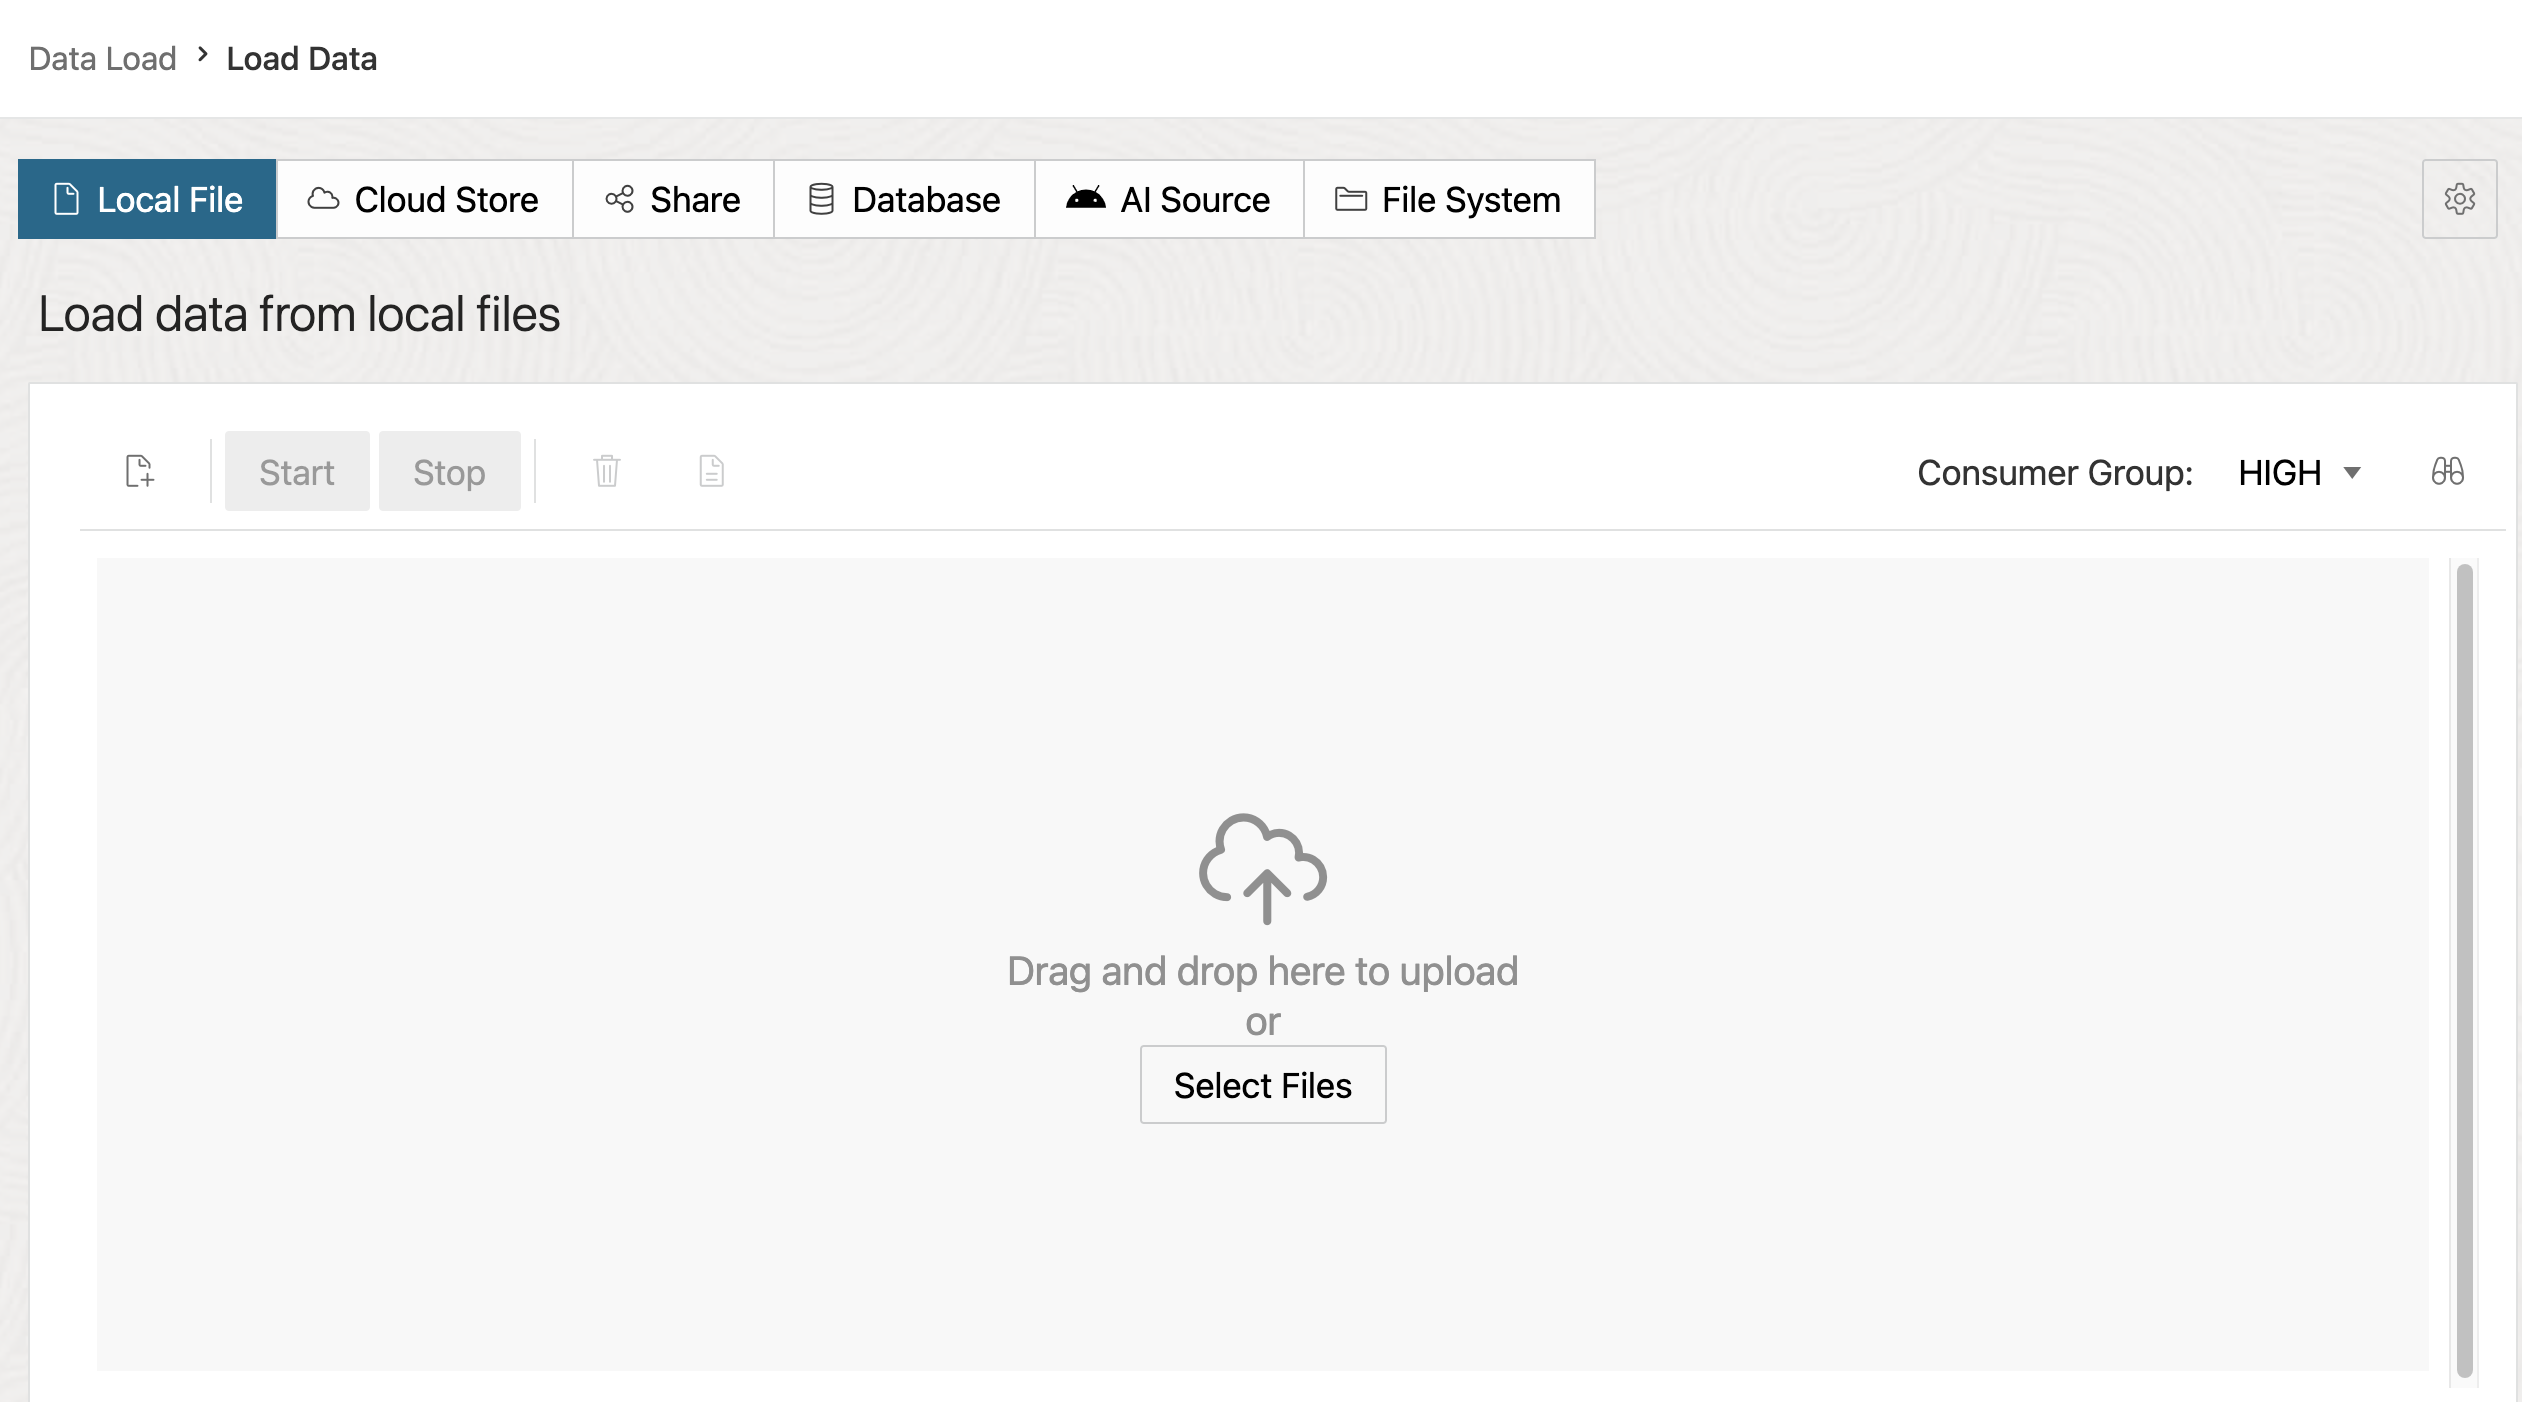 Data Load > Load Data
Local File Cloud Store Share Database AI Source File System
Load data from local files
Start Stop Consumer Group: HIGH
Drag and drop here to upload
or
Select Files